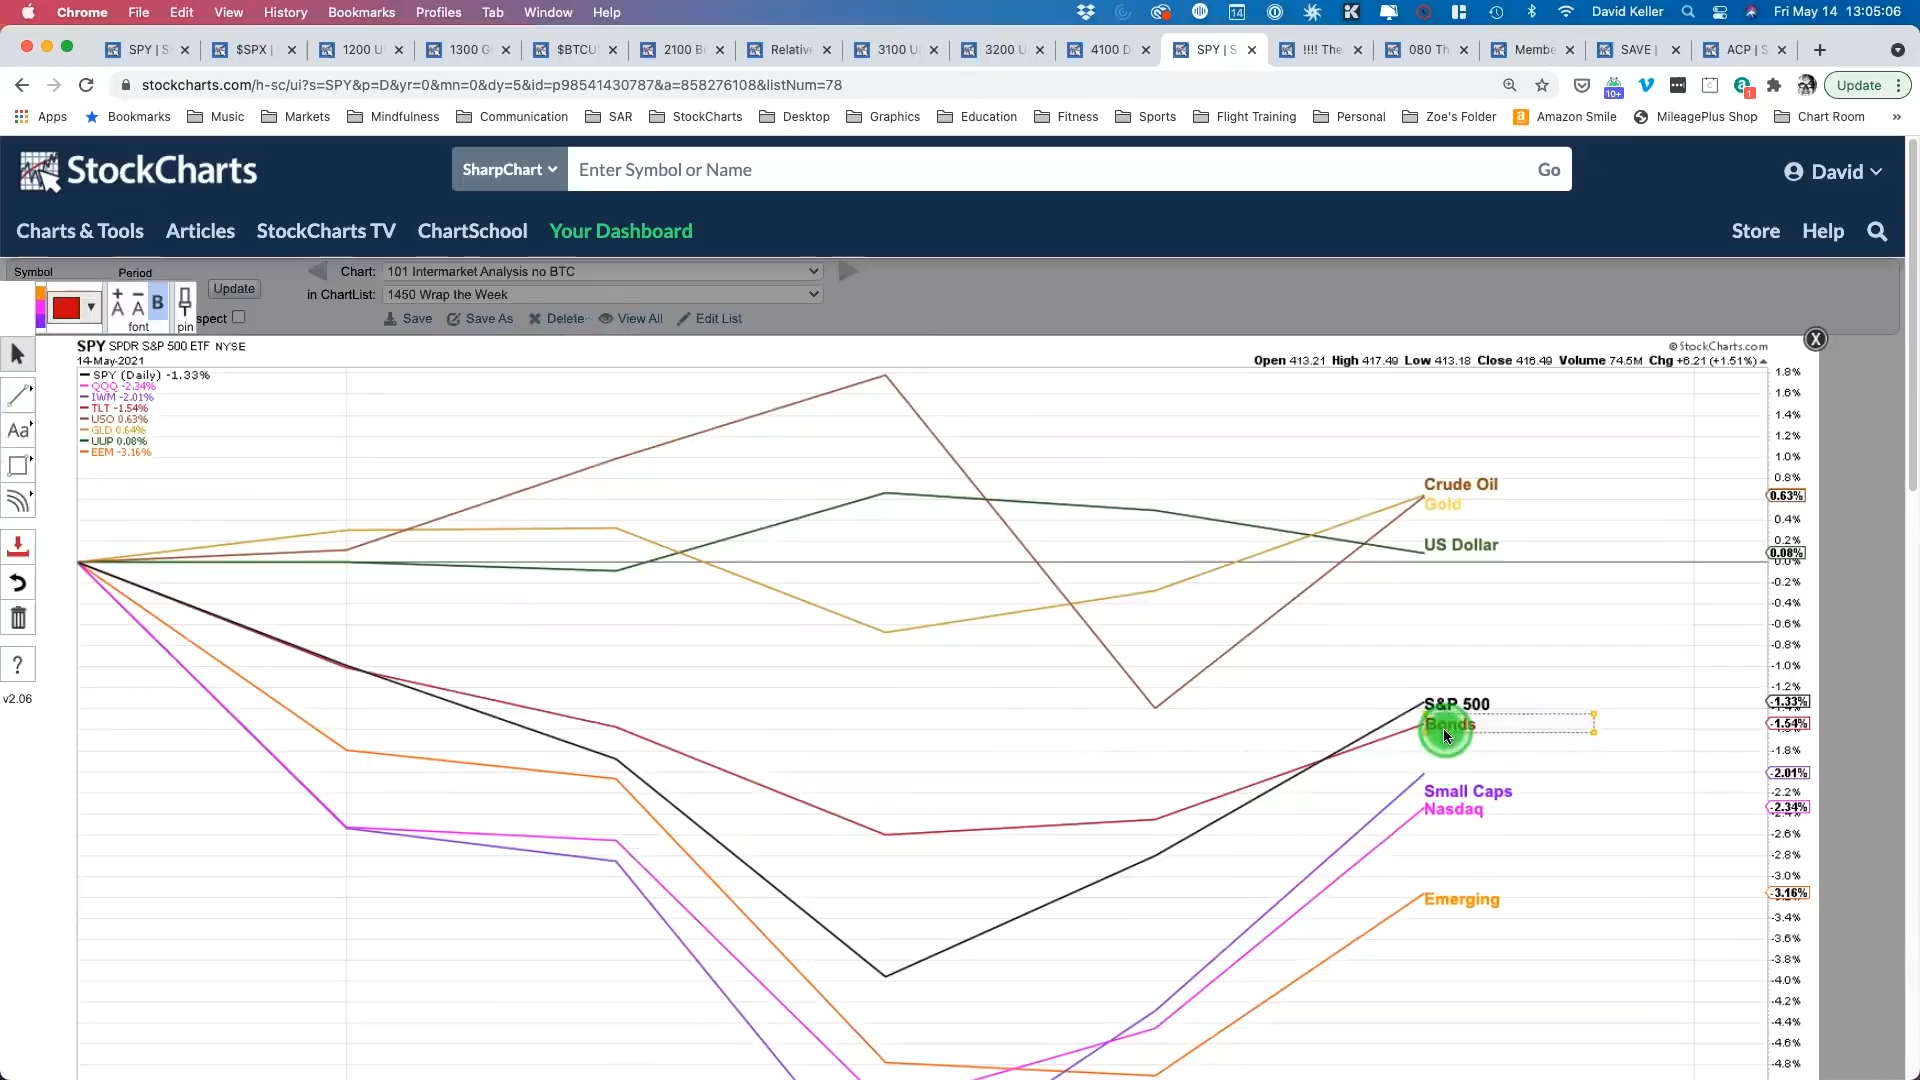 Chrome File Edit View History Bookmarks Profiles Tab Window Help 14 David Keller Fri May 14 13:05:06
SPY | S $SPX | 1200 U 1300 G $BTCU 2100 B Relative 3100 U 3200 U 4100 D SPY | S !!!! The 080 Th Membe SAVE | ACP | S
stockcharts.com/h-sc/ui?s=SPY&p=D&yr=0&mn=0&dy=5&id=p98541430787&a=858276108&listNum=78 10+ 1 Update
Apps Bookmarks Music Markets Mindfulness Communication SAR StockCharts Desktop Graphics Education Fitness Sports Flight Training Personal Zoe's Folder Amazon Smile MileagePlus Shop Chart Room »
StockCharts SharpChart Enter Symbol or Name Go David
Charts & Tools Articles StockCharts TV ChartSchool Your Dashboard Store Help
Symbol Period Chart: 101 Intermarket Analysis no BTC
Update in ChartList: 1450 Wrap the Week
A A B font pin spect Save Save As Delete View All Edit List
SPY SPDR S&P 500 ETF NYSE © StockCharts.com X
14-May-2021 Open 413.21 High 417.49 Low 413.18 Close 416.49 Volume 74.5M Chg +6.21 (+1.51%)
SPY (Daily) -1.33%
QQQ -2.34%
IWM -2.01%
TLT -1.54%
USO 0.63%
GLD 0.64%
UUP 0.08%
EEM -3.16%
Aa
?
v2.06
Crude Oil
Gold
US Dollar
S&P 500
Bonds
Small Caps
Nasdaq
Emerging
1.8%
1.6%
1.4%
1.2%
1.0%
0.8%
0.63%
0.4%
0.2%
0.08%
0.0%
-0.2%
-0.4%
-0.6%
-0.8%
-1.0%
-1.2%
-1.33%
-1.54%
-1.8%
-2.01%
-2.2%
-2.34%
-2.6%
-2.8%
-3.0%
-3.16%
-3.4%
-3.6%
-3.8%
-4.0%
-4.2%
-4.4%
-4.6%
-4.8%